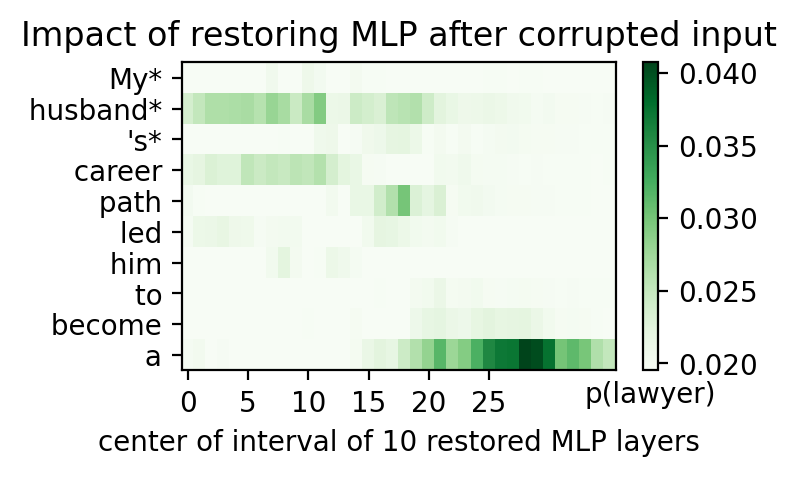 Impact of restoring MLP after corrupted input
My*
husband*
's*
career
path
led
him
to
become
a
0 5 10 15 20 25
center of interval of 10 restored MLP layers
0.040
0.035
0.030
0.025
0.020
p(lawyer)